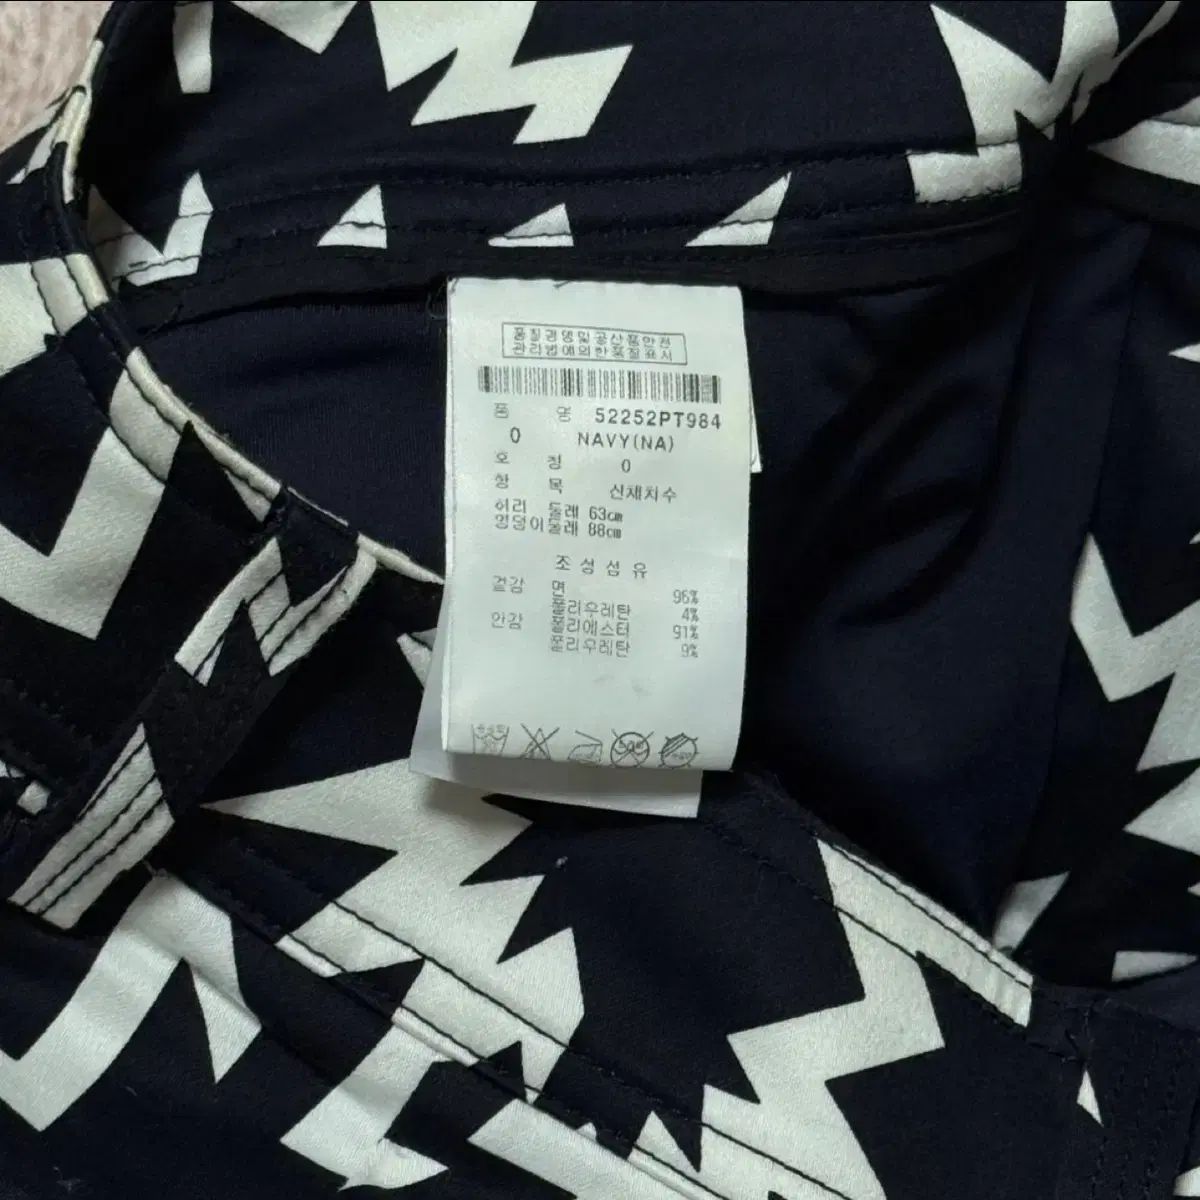 품질경영및공산품안전
관리법에의한품질표시
품 명 52252PT984
0 NAVY(NA)
호 칭 0
항 목 신체치수
허리 둘레 63cm
엉덩이둘레 88cm
조성섬유
겉감 면 96%
폴리우레탄 4%
안감 폴리에스터 91%
폴리우레탄 9%